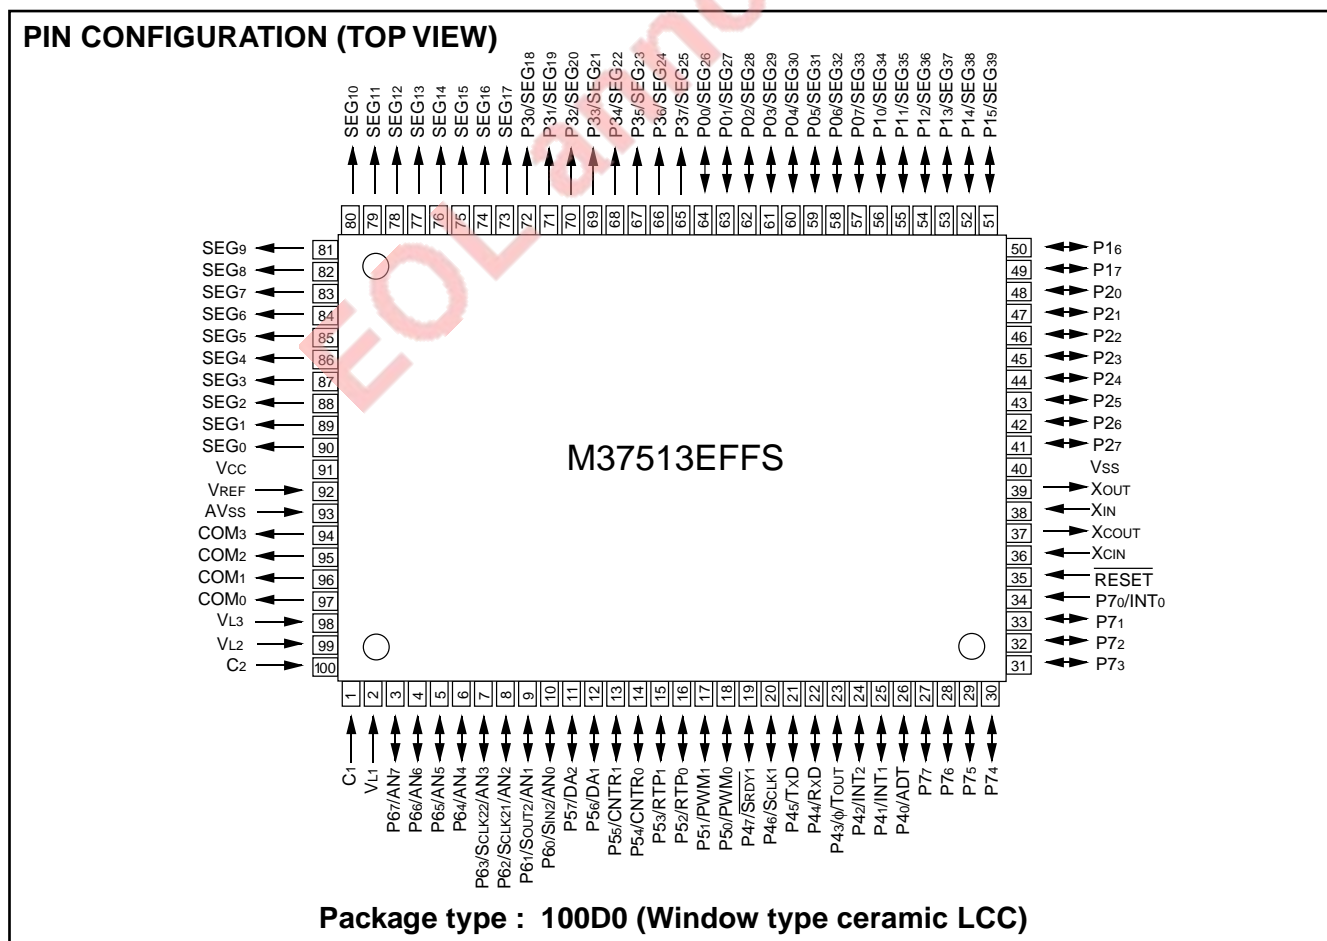 PIN CONFIGURATION (TOP VIEW)
SEG10
SEG11
SEG12
SEG13
SEG14
SEG15
SEG16
SEG17
P30/SEG18
P31/SEG19
P32/SEG20
P33/SEG21
P34/SEG22
P35/SEG23
P36/SEG24
P37/SEG25
P00/SEG26
P01/SEG27
P02/SEG28
P03/SEG29
P04/SEG30
P05/SEG31
P06/SEG32
P07/SEG33
P10/SEG34
P11/SEG35
P12/SEG36
P13/SEG37
P14/SEG38
P15/SEG39
80 79 78 77 76 75 74 73 72 71 70 69 68 67 66 65 64 63 62 61 60 59 58 57 56 55 54 53 52 51
SEG9 81
SEG8 82
SEG7 83
SEG6 84
SEG5 85
SEG4 86
SEG3 87
SEG2 88
SEG1 89
SEG0 90
VCC 91
VREF 92
AVSS 93
COM3 94
COM2 95
COM1 96
COM0 97
VL3 98
VL2 99
C2 100
M37513EFFS
50 P16
49 P17
48 P20
47 P21
46 P22
45 P23
44 P24
43 P25
42 P26
41 P27
40 VSS
39 XOUT
38 XIN
37 XCOUT
36 XCIN
35 RESET
34 P70/INT0
33 P71
32 P72
31 P73
1 2 3 4 5 6 7 8 9 10 11 12 13 14 15 16 17 18 19 20 21 22 23 24 25 26 27 28 29 30
C1
VL1
P67/AN7
P66/AN6
P65/AN5
P64/AN4
P63/SCLK22/AN3
P62/SCLK21/AN2
P61/SOUT2/AN1
P60/SIN2/AN0
P57/DA2
P56/DA1
P55/CNTR1
P54/CNTR0
P53/RTP1
P52/RTP0
P51/PWM1
P50/PWM0
P47/SRDY1
P46/SCLK1
P45/TxD
P44/RxD
P43/ϕ/TOUT
P42/INT2
P41/INT1
P40/ADT
P77
P76
P75
P74
Package type : 100D0 (Window type ceramic LCC)
EOL anno